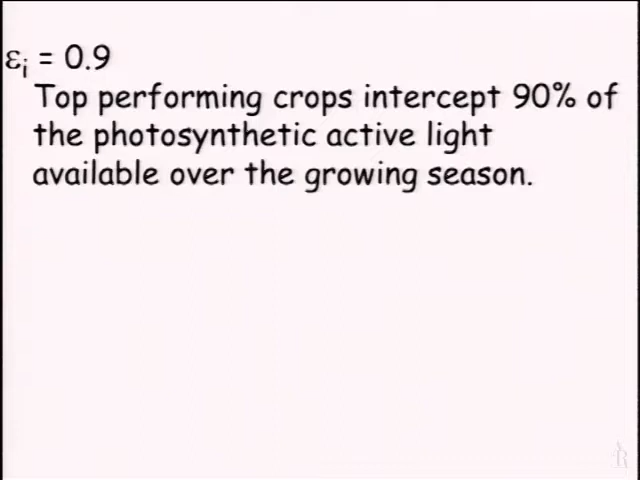 εi = 0.9
Top performing crops intercept 90% of
the photosynthetic active light
available over the growing season.